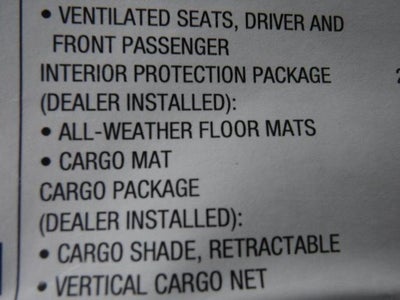 • VENTILATED SEATS, DRIVER AND
FRONT PASSENGER
INTERIOR PROTECTION PACKAGE
(DEALER INSTALLED):
• ALL-WEATHER FLOOR MATS
• CARGO MAT
CARGO PACKAGE
(DEALER INSTALLED):
• CARGO SHADE, RETRACTABLE
• VERTICAL CARGO NET